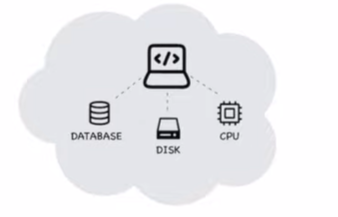 </>
DATABASE
DISK
CPU